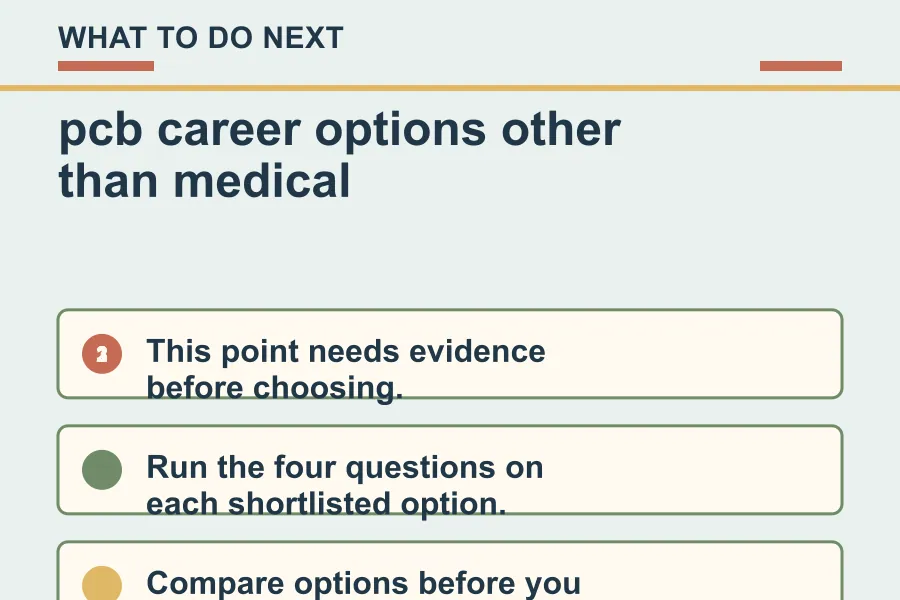 WHAT TO DO NEXT
pcb career options other
than medical
This point needs evidence
before choosing.
Run the four questions on
each shortlisted option.
Compare options before you